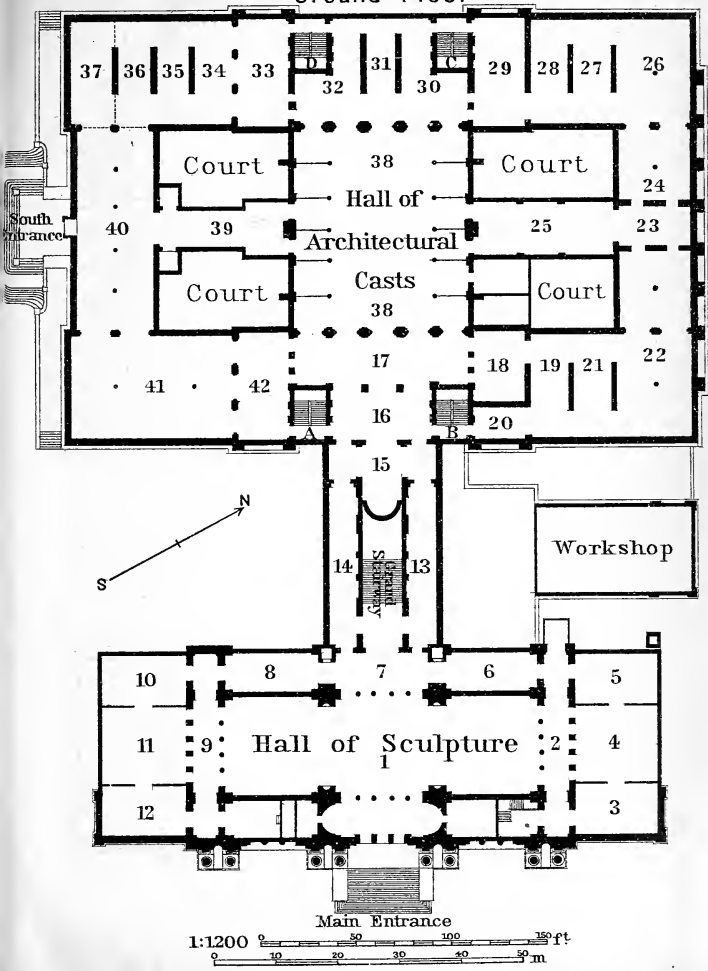 37 36 35 34 33 D 32 31 30 C 29 28 27 26
Court
38
Court
24
Hall of
South
40
39
25
23
Architectural
Casts
Court
Court
38
17
22
18 19 21
41 42
16
A
B
20
15
N
S
14
Grand
Stairway
13
Workshop
10 8 7 6 5
11 9 Hall of Sculpture 2 4
1
12
3
Main Entrance
1:1200 0 50 100 150 ft
0 10 20 30 40 50 m